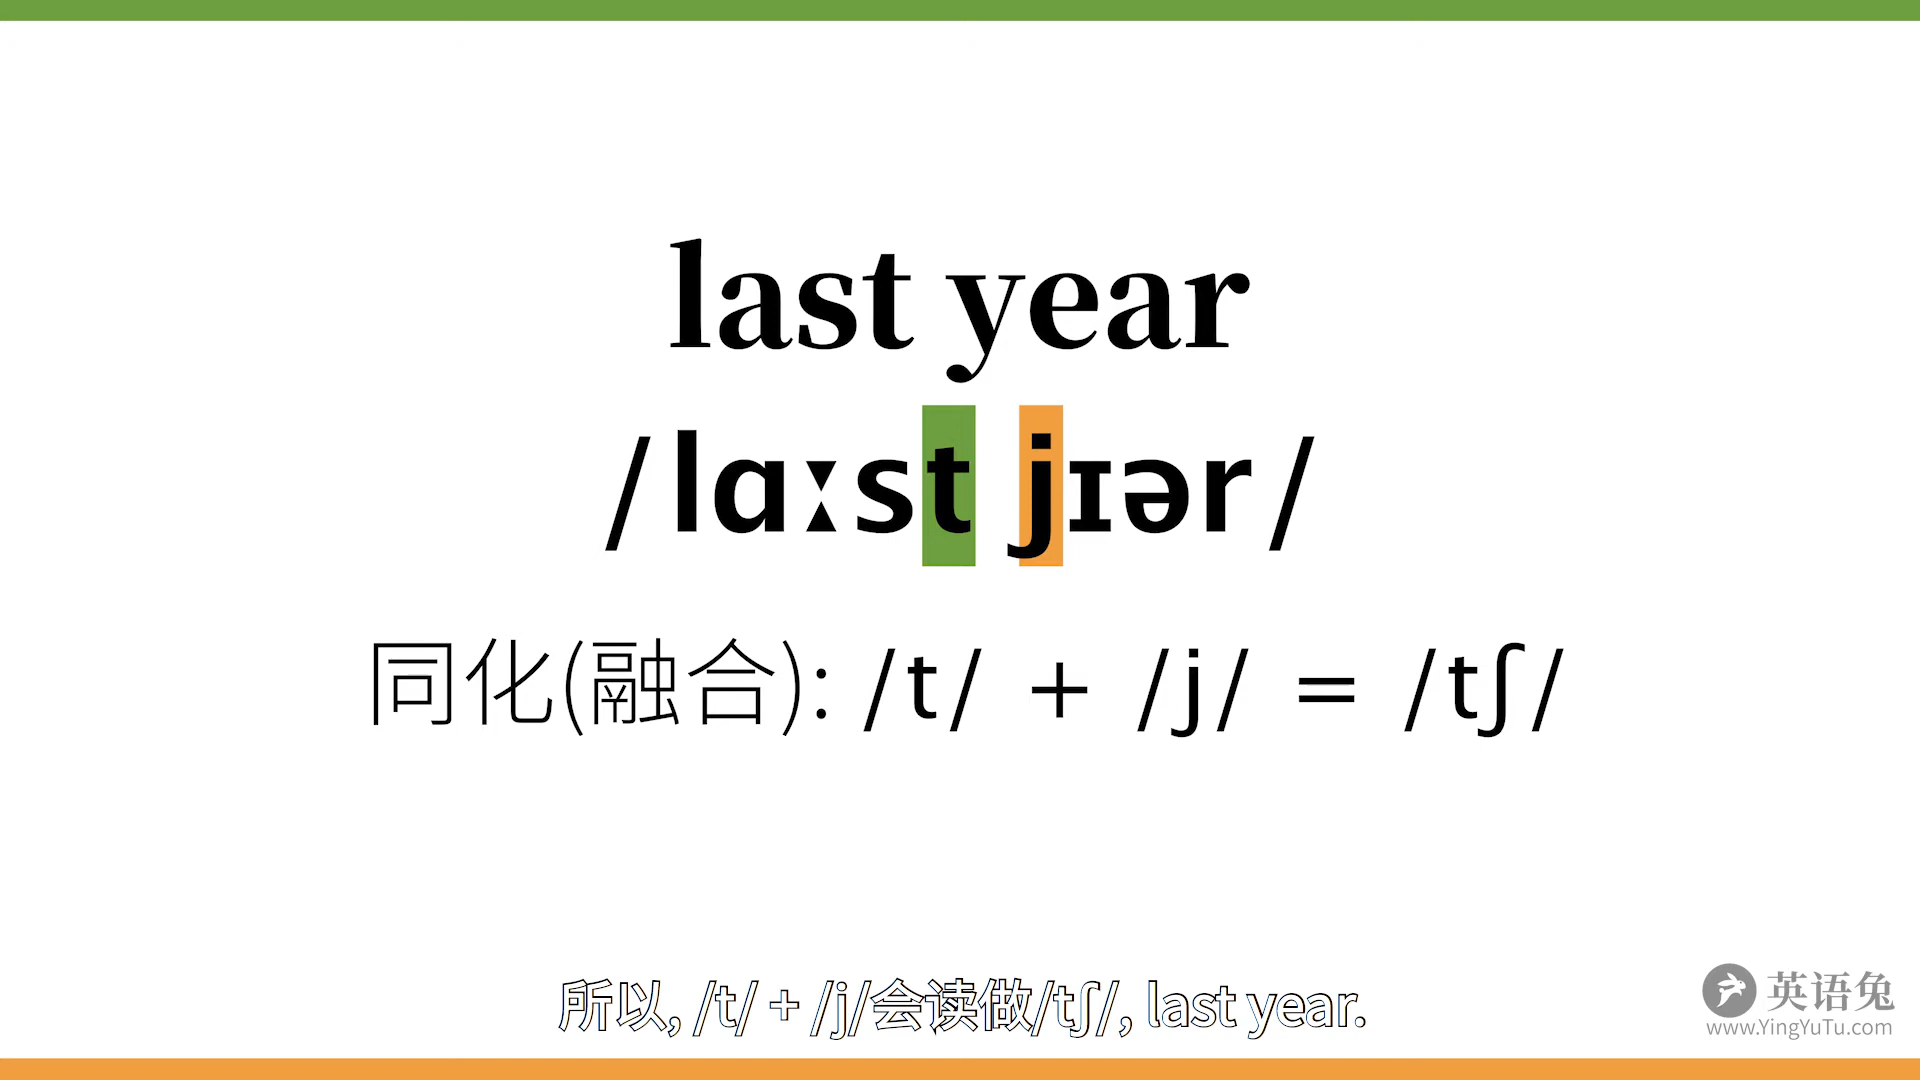 last year
/lɑːst jɪər/
同化(融合): /t/ + /j/ = /tʃ/
所以, /t/ + /j/会读做/tʃ/, last year.
英语兔
www.YingYuTu.com